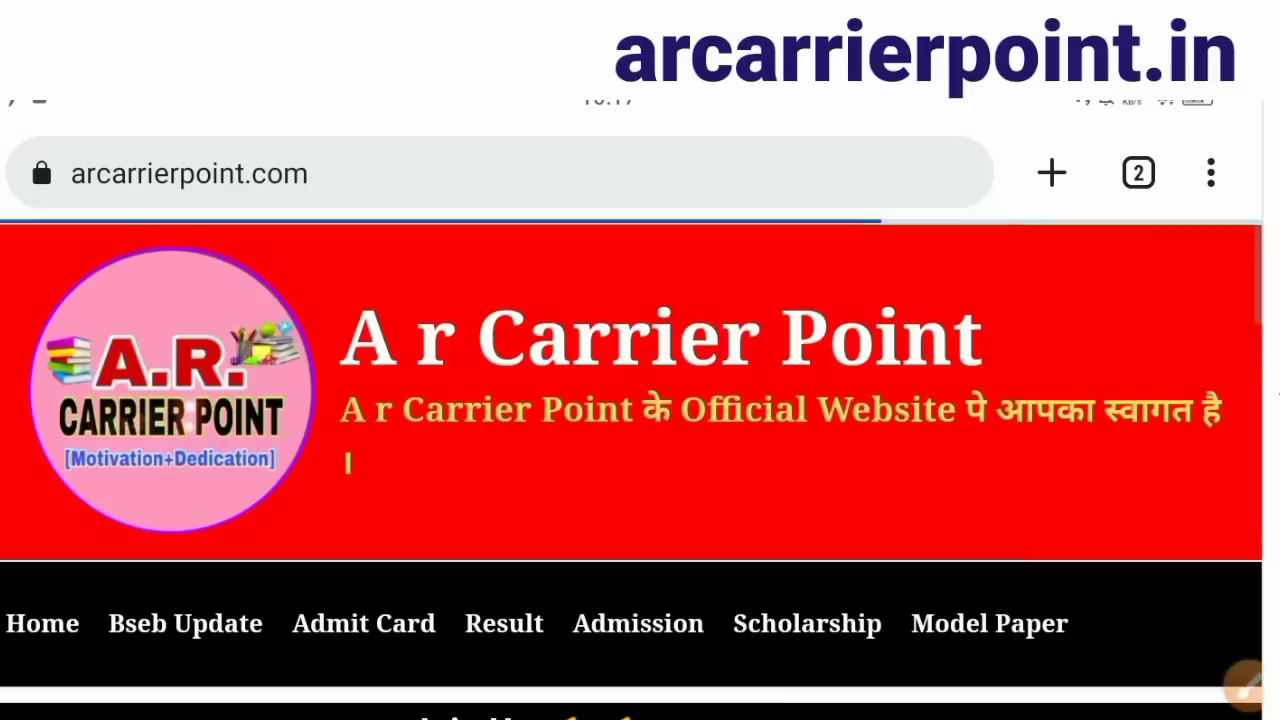 arcarrierpoint.in
arcarrierpoint.com
2
A r Carrier Point
A r Carrier Point के Official Website पे आपका स्वागत है
।
A.R.
CARRIER POINT
[Motivation+Dedication]
Home Bseb Update Admit Card Result Admission Scholarship Model Paper